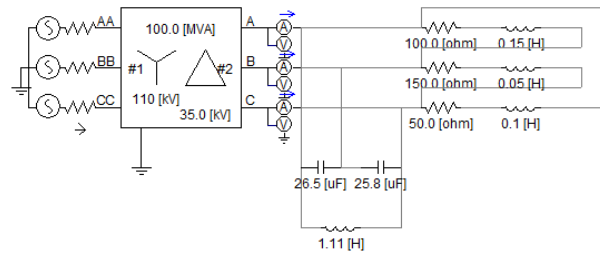 AA 100.0 [MVA] A A
V 100.0 [ohm] 0.15 [H]
BB #1 #2 B A
V 150.0 [ohm] 0.05 [H]
CC 110 [kV] 35.0 [kV] C A
V 50.0 [ohm] 0.1 [H]
26.5 [uF] 25.8 [uF]
1.11 [H]